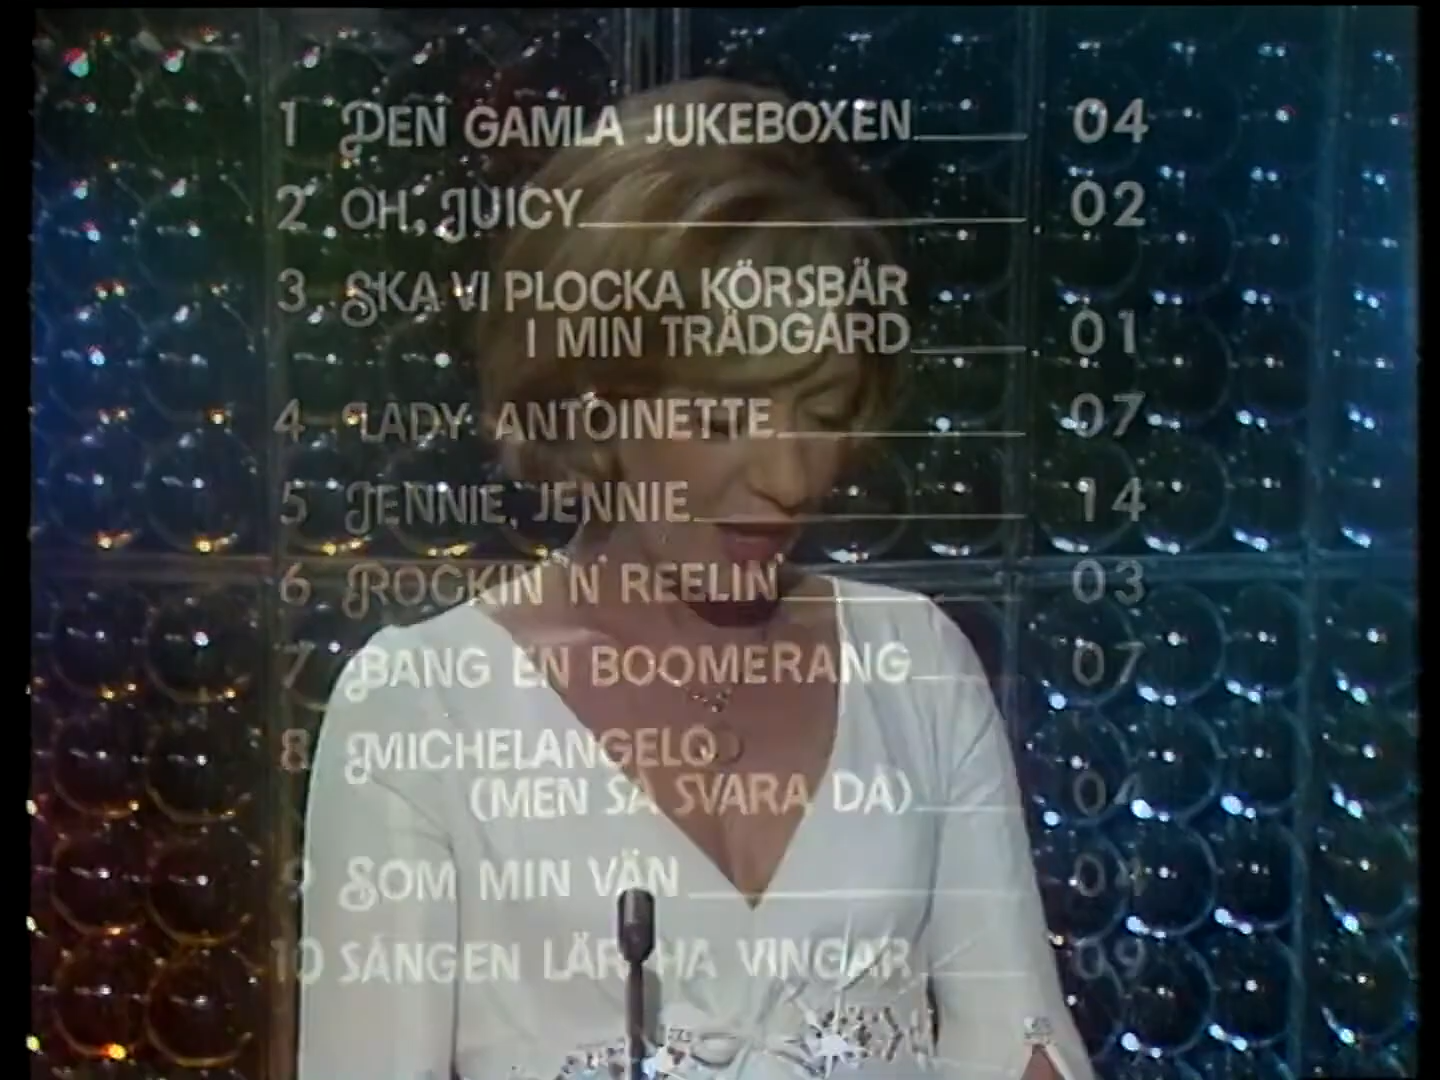 1 DEN GAMLA JUKEBOXEN 04
2 OH, JUICY 02
3 SKA VI PLOCKA KÖRSBÄR
I MIN TRÄDGÅRD 01
4 LADY ANTOINETTE 07
5 JENNIE, JENNIE 14
6 ROCKIN' 'N' REELIN' 03
7 BANG EN BOOMERANG 07
8 MICHELANGELO
(MEN SÅ SVARA DÅ) 04
9 SOM MIN VÄN 04
10 SÅNGEN LÄR HA VINGAR 09